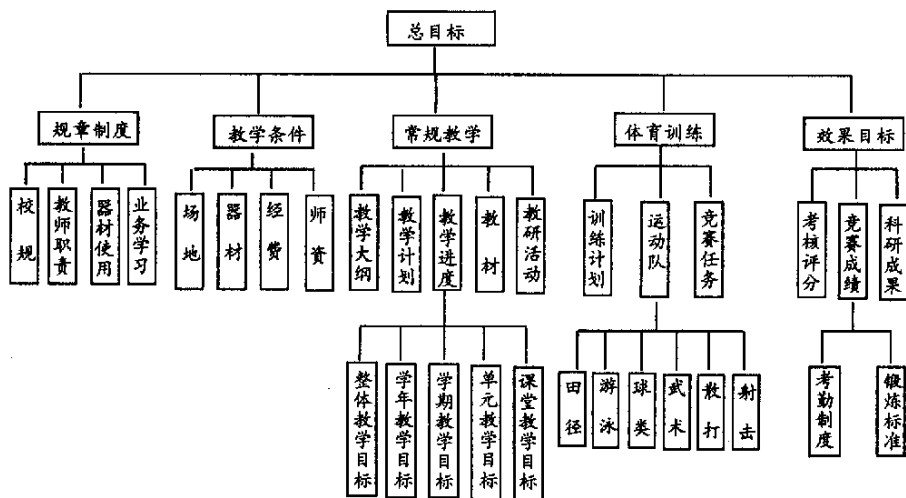 总目标
规章制度
教学条件
常规教学
体育训练
效果目标
校规
教师职责
器材使用
业务学习
场地
器材
经费
师资
教学大纲
教学计划
教学进度
教材
教研活动
训练计划
运动队
竞赛任务
考核评分
竞赛成绩
科研成果
整体教学目标
学年教学目标
学期教学目标
单元教学目标
课堂教学目标
田径
游泳
球类
武术
散打
射击
考勤制度
锻炼标准